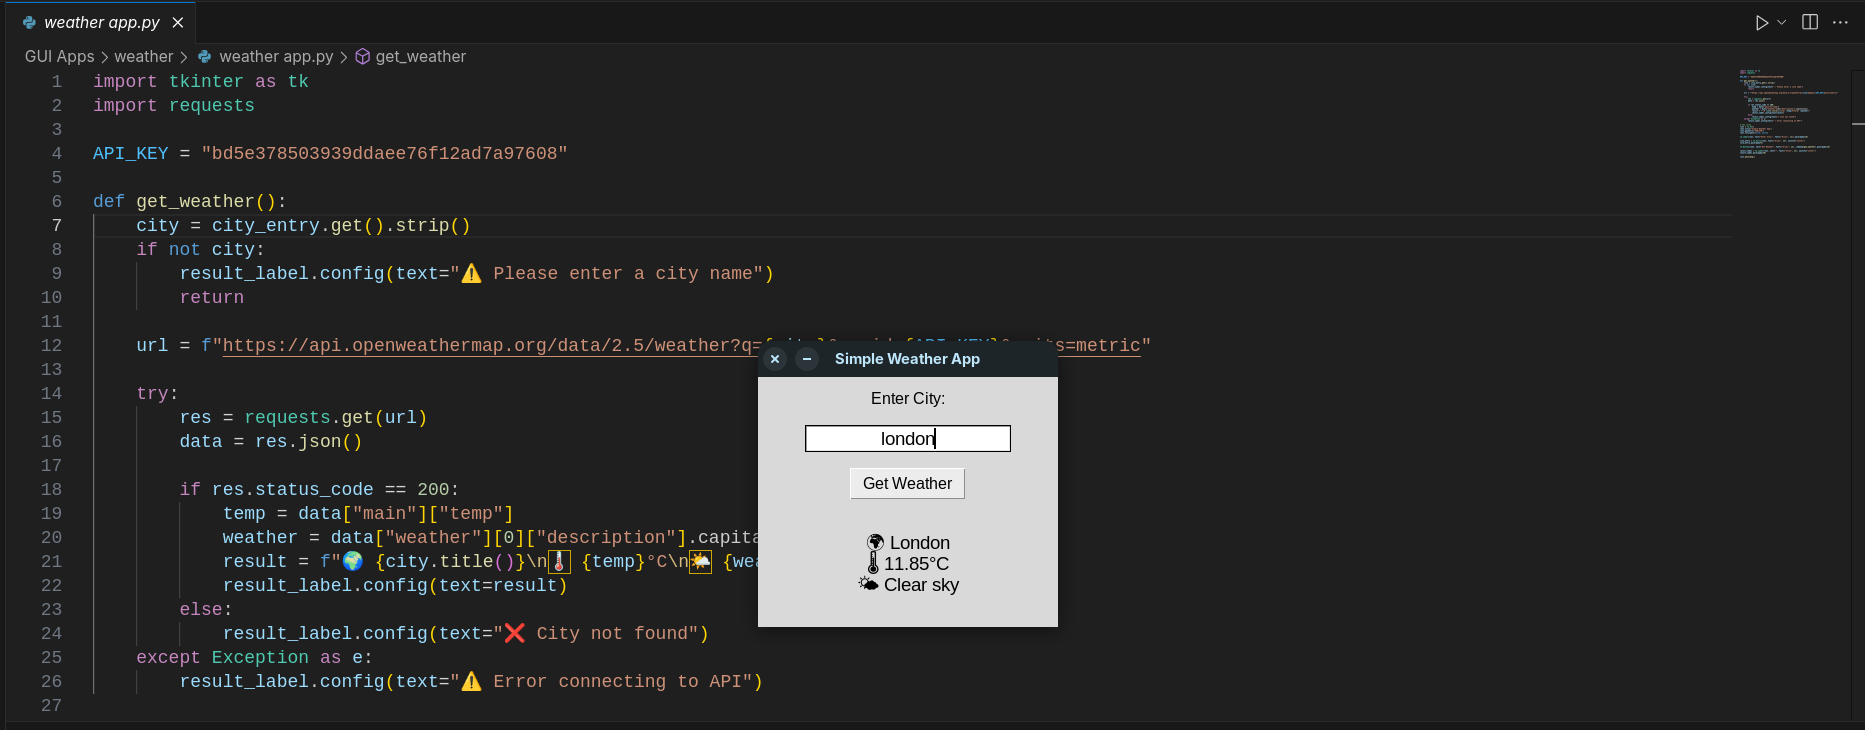 weather app.py
GUI Apps > weather > weather app.py > get_weather
1 import tkinter as tk
2 import requests
3
4 API_KEY = "bd5e378503939ddaee76f12ad7a97608"
5
6 def get_weather():
7 city = city_entry.get().strip()
8 if not city:
9 result_label.config(text="⚠️ Please enter a city name")
10 return
11
12 url = f"https://api.openweathermap.org/data/2.5/weather?q= =metric"
13
14 try:
15 res = requests.get(url)
16 data = res.json()
17
18 if res.status_code == 200:
19 temp = data["main"]["temp"]
20 weather = data["weather"][0]["description"].capita
21 result = f"🌍 {city.title()}\n🌡️ {temp}°C\n🌤️ {wea
22 result_label.config(text=result)
23 else:
24 result_label.config(text="❌ City not found")
25 except Exception as e:
26 result_label.config(text="⚠️ Error connecting to API")
27
Simple Weather App
Enter City:
london
Get Weather
🌍 London
🌡️ 11.85°C
🌤️ Clear sky